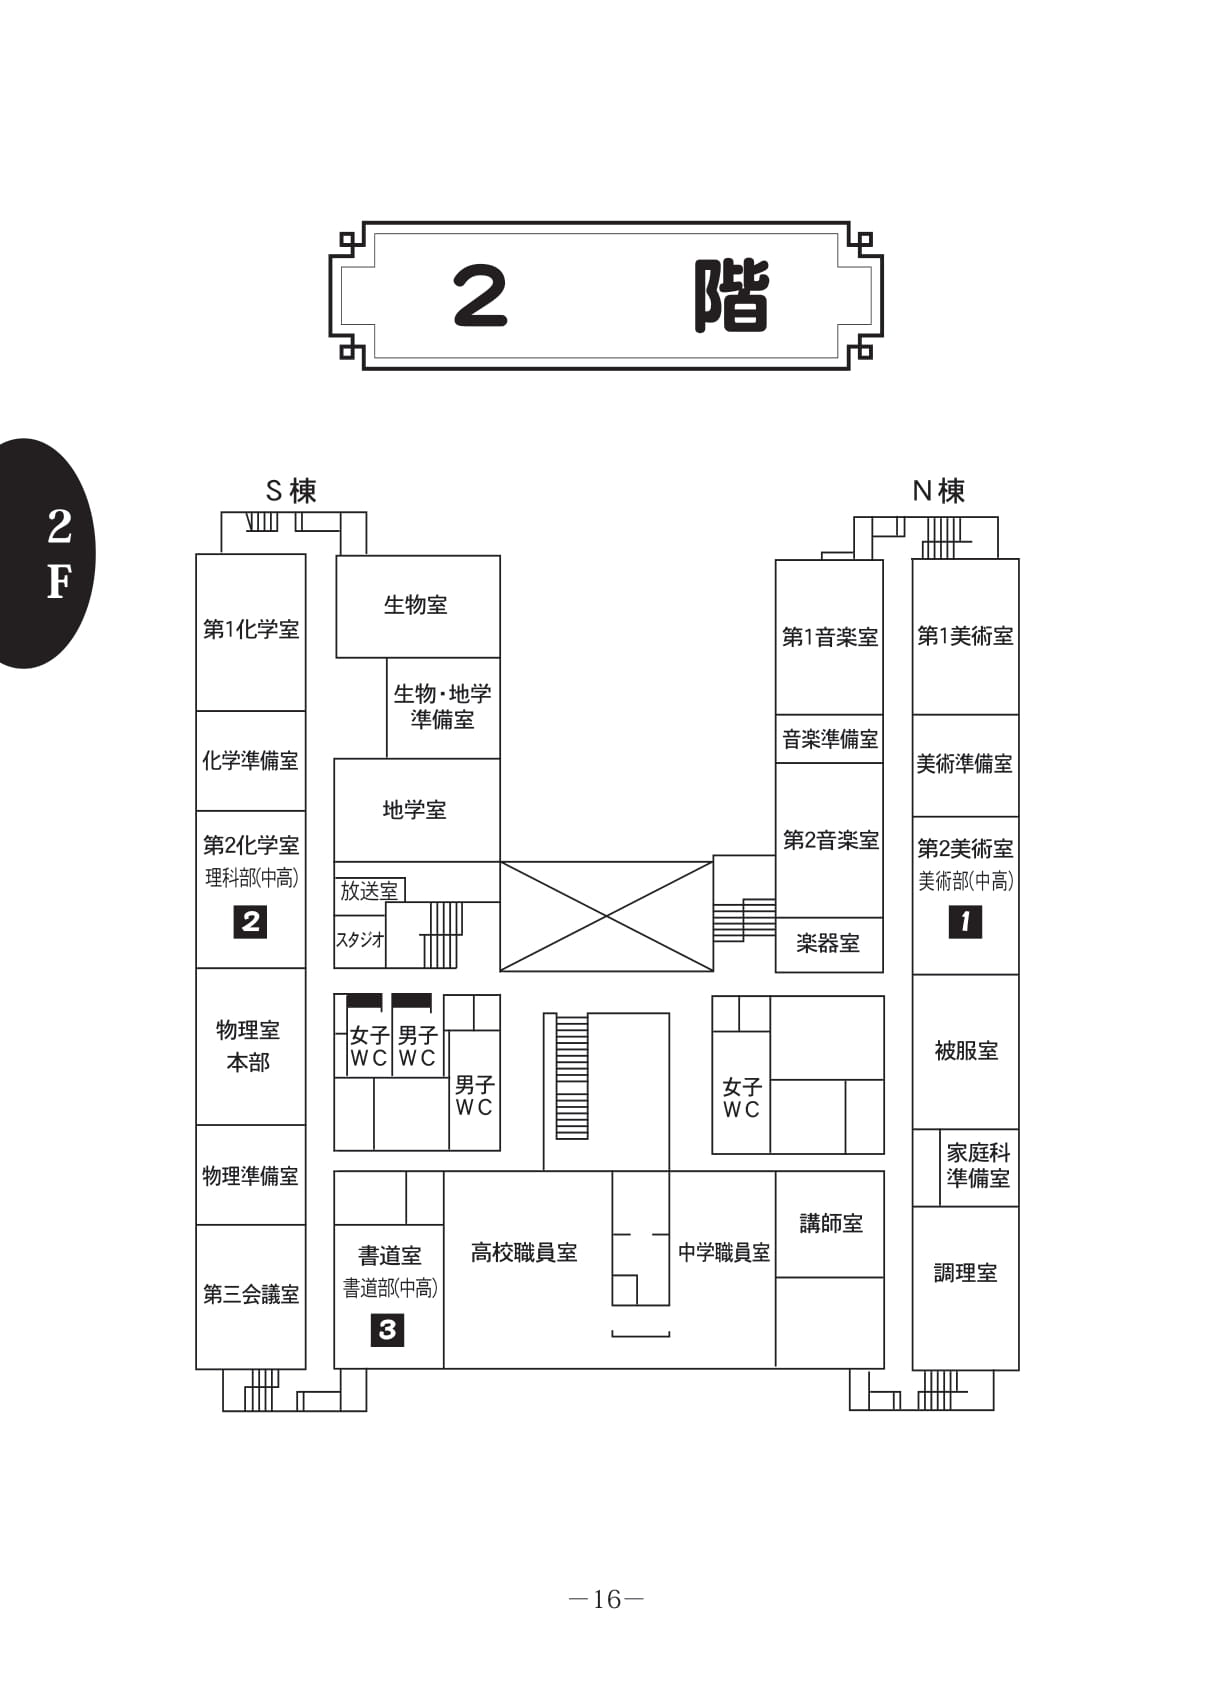 2 階
2
F
S 棟
N 棟
第1化学室
化学準備室
第2化学室
理科部(中高)
2
物理室
本部
物理準備室
第三会議室
生物室
生物・地学
準備室
地学室
放送室
スタジオ
女子
WC
男子
WC
男子
WC
書道室
書道部(中高)
3
高校職員室
中学職員室
講師室
女子
WC
第1音楽室
音楽準備室
第2音楽室
楽器室
第1美術室
美術準備室
第2美術室
美術部(中高)
1
被服室
家庭科
準備室
調理室
—16—